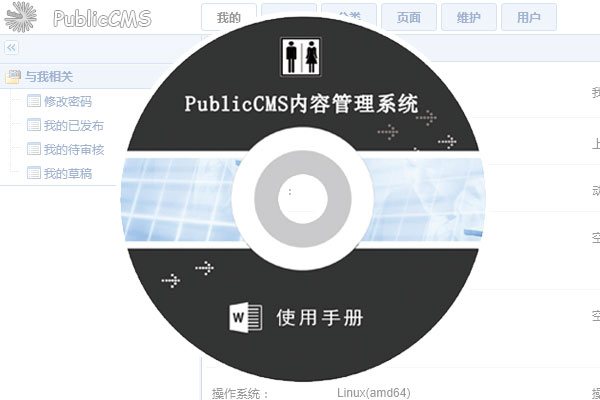 PublicCMS
我的
分类
页面
维护
用户
与我相关
修改密码
我的已发布
我的待审核
我的草稿
PublicCMS内容管理系统
W
使用手册
操作系统：
Linux(amd64)